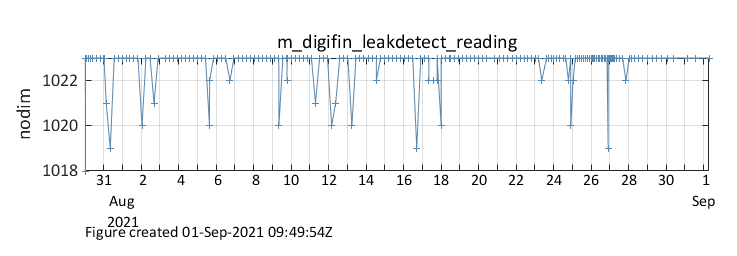 m_digifin_leakdetect_reading
nodim
1022
1020
1018
31 2 4 6 8 10 12 14 16 18 20 22 24 26 28 30 1
Aug Sep
2021
Figure created 01-Sep-2021 09:49:54Z